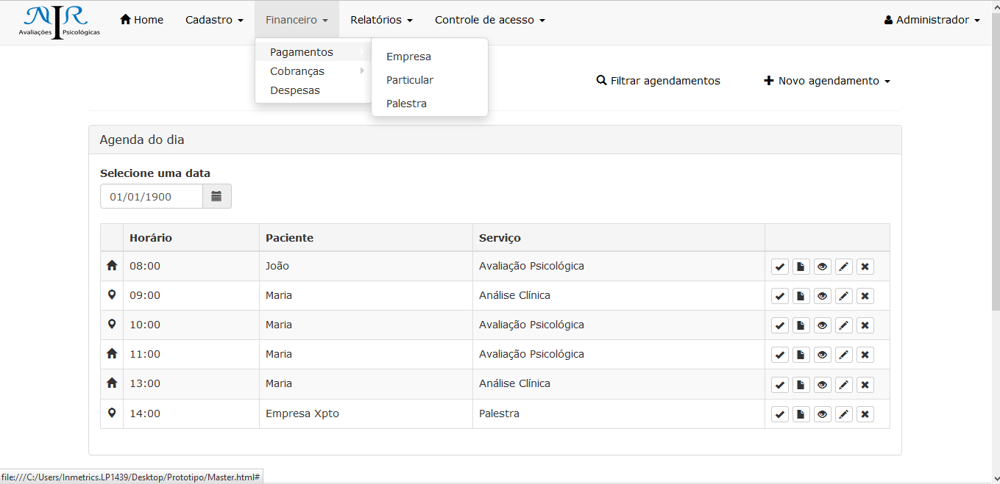 NIR
Avaliações Psicológicas
Home Cadastro Financeiro Relatórios Controle de acesso Administrador
Pagamentos
Cobranças
Despesas
Empresa
Particular
Palestra
Filtrar agendamentos Novo agendamento
Agenda do dia
Selecione uma data
01/01/1900
Horário Paciente Serviço
08:00 João Avaliação Psicológica
09:00 Maria Análise Clínica
10:00 Maria Avaliação Psicológica
11:00 Maria Avaliação Psicológica
13:00 Maria Análise Clínica
14:00 Empresa Xpto Palestra
file:///C:/Users/Inmetrics.LP1439/Desktop/Prototipo/Master.html#